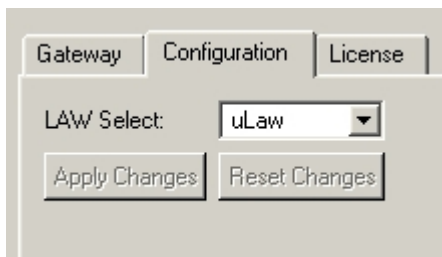 Gateway Configuration License
LAW Select: uLaw
Apply Changes Reset Changes